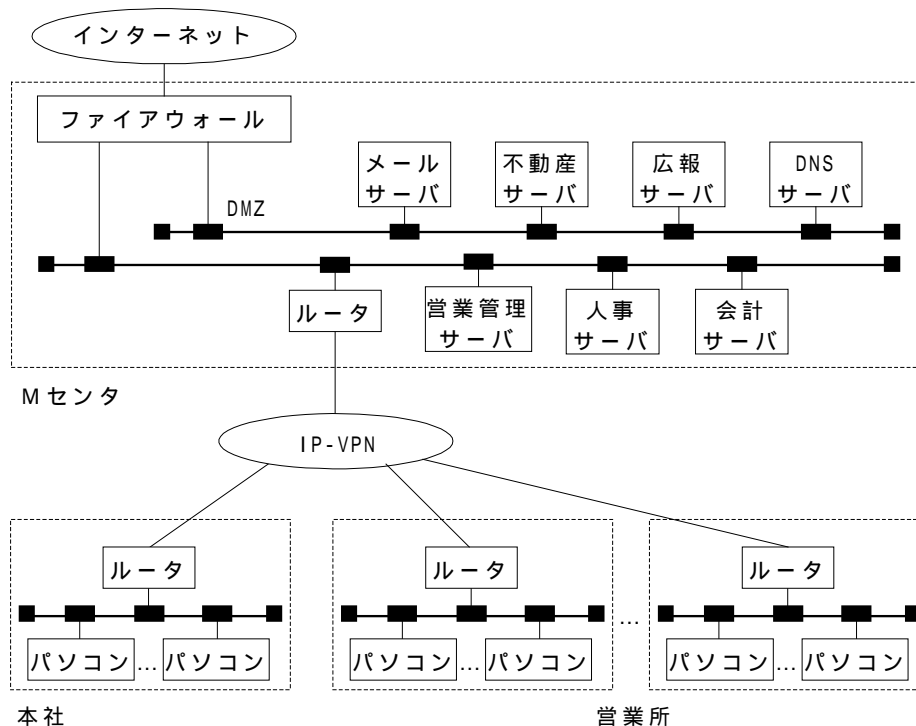 インターネット
ファイアウォール
メール
サーバ
不動産
サーバ
広報
サーバ
DNS
サーバ
DMZ
ルータ
営業管理
サーバ
人事
サーバ
会計
サーバ
Mセンタ
IP-VPN
ルータ
ルータ
ルータ
...
パソコン...パソコン
パソコン...パソコン
パソコン...パソコン
本社
営業所